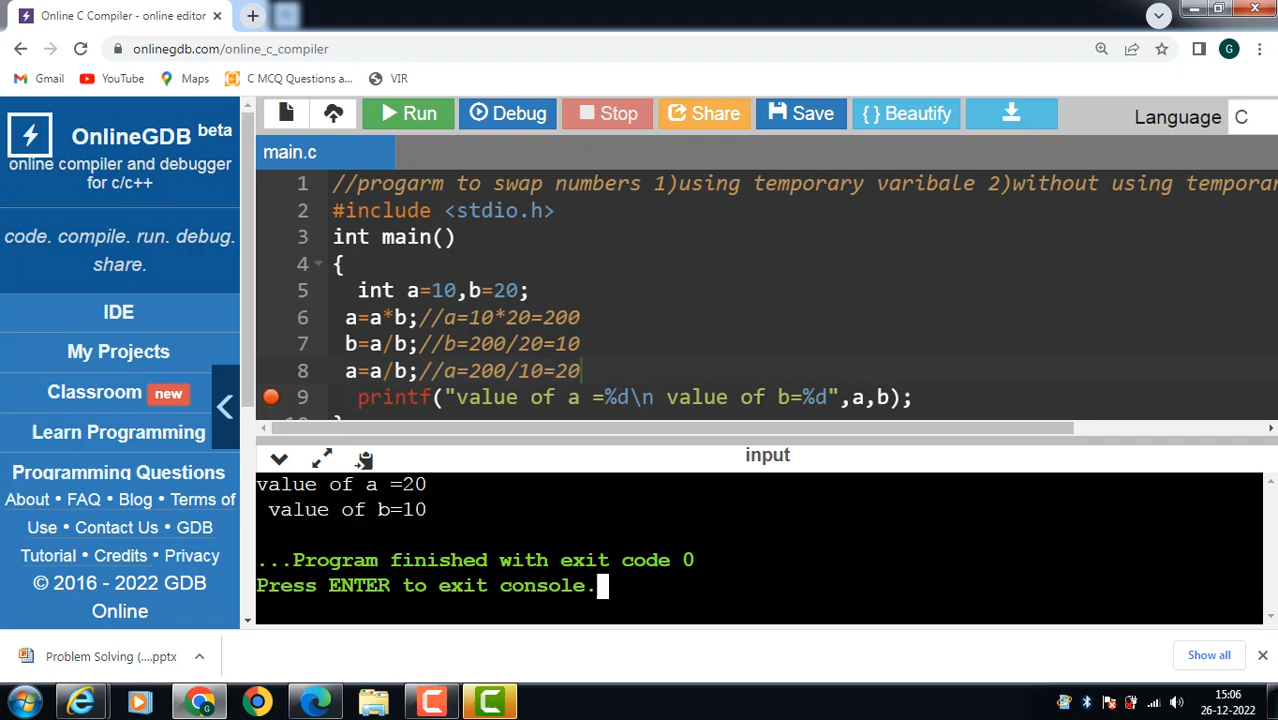 Online C Compiler - online editor
onlinegdb.com/online_c_compiler
G
Gmail YouTube Maps C MCQ Questions a... VIR
OnlineGDB beta
online compiler and debugger
for c/c++
code. compile. run. debug.
share.
IDE
My Projects
Classroom new
Learn Programming
Programming Questions
About • FAQ • Blog • Terms of
Use • Contact Us • GDB
Tutorial • Credits • Privacy
© 2016 - 2022 GDB
Online
Run Debug Stop Share Save { } Beautify Language C
main.c
1 //progarm to swap numbers 1)using temporary varibale 2)without using temporar
2 #include <stdio.h>
3 int main()
4 {
5 int a=10,b=20;
6 a=a*b;//a=10*20=200
7 b=a/b;//b=200/20=10
8 a=a/b;//a=200/10=20
9 printf("value of a =%d\n value of b=%d",a,b);
input
value of a =20
value of b=10
...Program finished with exit code 0
Press ENTER to exit console.
Problem Solving (....pptx
Show all
15:06
26-12-2022